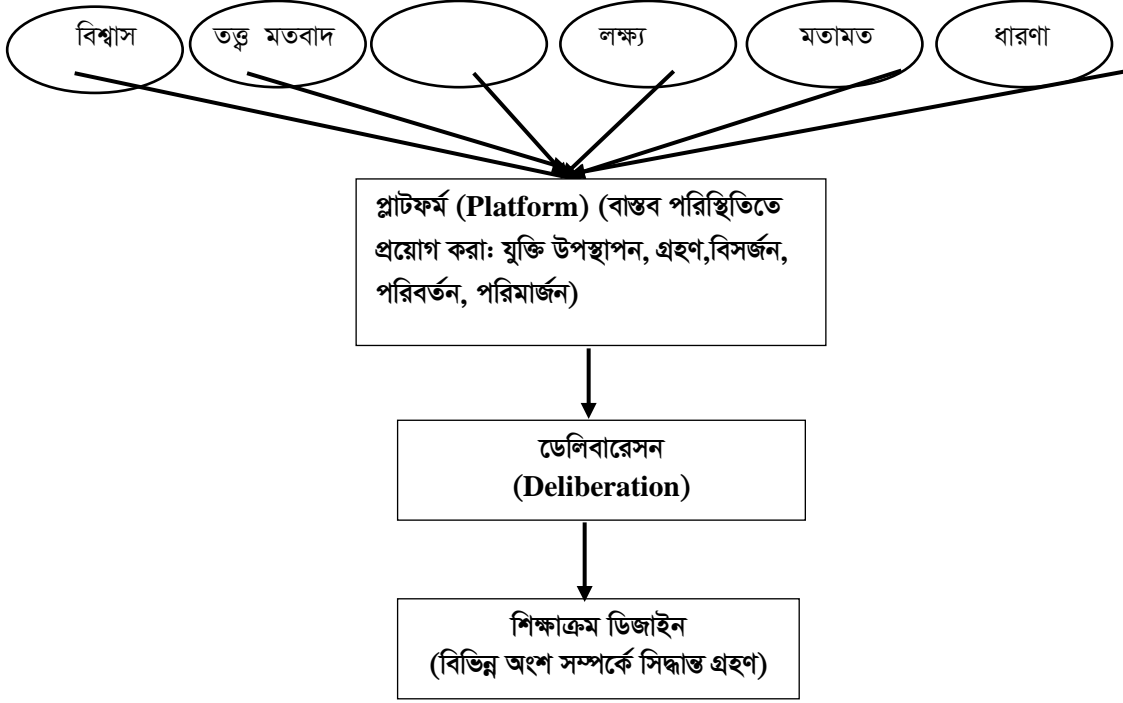 বিশ্বাস
তত্ত্ব মতবাদ
লক্ষ্য
মতামত
ধারণা
প্লাটফর্ম (Platform) (বাস্তব পরিস্থিতিতে
প্রয়োগ করা: যুক্তি উপস্থাপন, গ্রহণ,বিসর্জন,
পরিবর্তন, পরিমার্জন)
ডেলিবারেসন
(Deliberation)
শিক্ষাক্রম ডিজাইন
(বিভিন্ন অংশ সম্পর্কে সিদ্ধান্ত গ্রহণ)